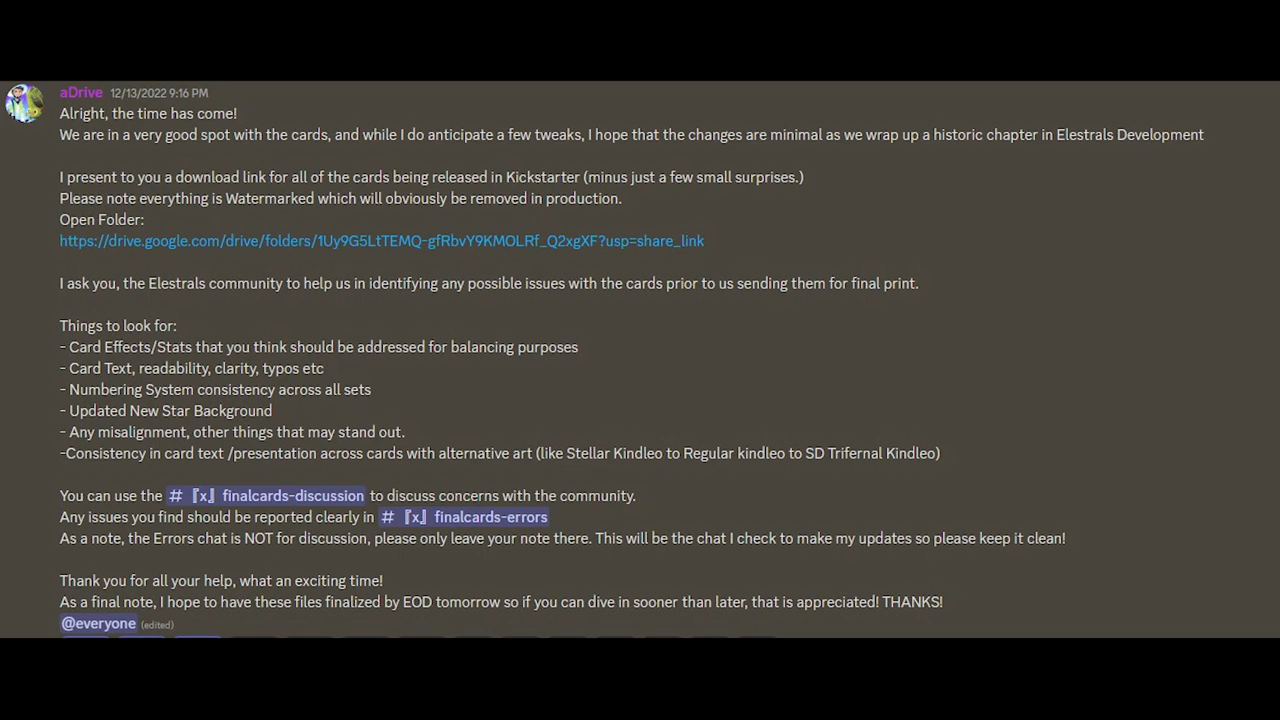 aDrive 12/13/2022 9:16 PM
Alright, the time has come!
We are in a very good spot with the cards, and while I do anticipate a few tweaks, I hope that the changes are minimal as we wrap up a historic chapter in Elestrals Development
I present to you a download link for all of the cards being released in Kickstarter (minus just a few small surprises.)
Please note everything is Watermarked which will obviously be removed in production.
Open Folder:
https://drive.google.com/drive/folders/1Uy9G5LtTEMQ-gfRbvY9KMOLRf_Q2xgXF?usp=share_link
I ask you, the Elestrals community to help us in identifying any possible issues with the cards prior to us sending them for final print.
Things to look for:
- Card Effects/Stats that you think should be addressed for balancing purposes
- Card Text, readability, clarity, typos etc
- Numbering System consistency across all sets
- Updated New Star Background
- Any misalignment, other things that may stand out.
-Consistency in card text /presentation across cards with alternative art (like Stellar Kindleo to Regular kindleo to SD Trifernal Kindleo)
You can use the # 『x』 finalcards-discussion to discuss concerns with the community.
Any issues you find should be reported clearly in # 『x』 finalcards-errors
As a note, the Errors chat is NOT for discussion, please only leave your note there. This will be the chat I check to make my updates so please keep it clean!
Thank you for all your help, what an exciting time!
As a final note, I hope to have these files finalized by EOD tomorrow so if you can dive in sooner than later, that is appreciated! THANKS!
@everyone (edited)